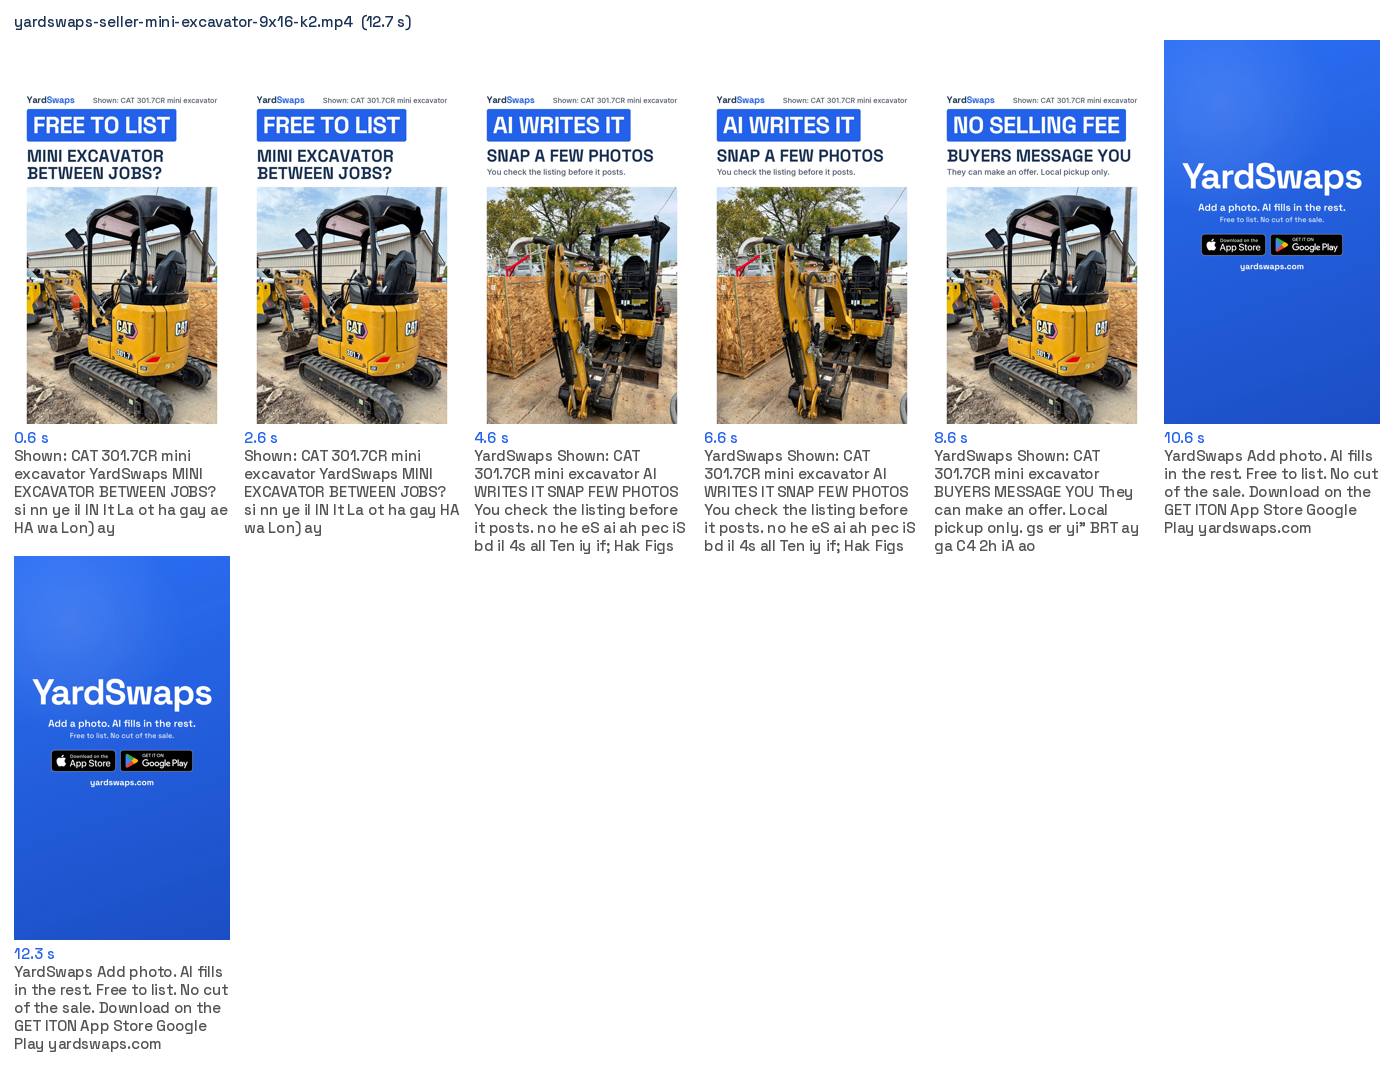 yardswaps-seller-mini-excavator-9x16-k2.mp4 (12.7 s)
YardSwaps Shown: CAT 301.7CR mini excavator
FREE TO LIST
MINI EXCAVATOR
BETWEEN JOBS?
CAT
CAT
301.7
0.6 s
Shown: CAT 301.7CR mini
excavator YardSwaps MINI
EXCAVATOR BETWEEN JOBS?
si nn ye il IN It La ot ha gay ae
HA wa Lon) ay
YardSwaps Shown: CAT 301.7CR mini excavator
FREE TO LIST
MINI EXCAVATOR
BETWEEN JOBS?
CAT
CAT
301.7
2.6 s
Shown: CAT 301.7CR mini
excavator YardSwaps MINI
EXCAVATOR BETWEEN JOBS?
si nn ye il IN It La ot ha gay HA
wa Lon) ay
YardSwaps Shown: CAT 301.7CR mini excavator
AI WRITES IT
SNAP A FEW PHOTOS
You check the listing before it posts.
4.6 s
YardSwaps Shown: CAT
301.7CR mini excavator AI
WRITES IT SNAP FEW PHOTOS
You check the listing before
it posts. no he eS ai ah pec iS
bd il 4s all Ten iy if; Hak Figs
YardSwaps Shown: CAT 301.7CR mini excavator
AI WRITES IT
SNAP A FEW PHOTOS
You check the listing before it posts.
6.6 s
YardSwaps Shown: CAT
301.7CR mini excavator AI
WRITES IT SNAP FEW PHOTOS
You check the listing before
it posts. no he eS ai ah pec iS
bd il 4s all Ten iy if; Hak Figs
YardSwaps Shown: CAT 301.7CR mini excavator
NO SELLING FEE
BUYERS MESSAGE YOU
They can make an offer. Local pickup only.
CAT
CAT
301.7
8.6 s
YardSwaps Shown: CAT
301.7CR mini excavator
BUYERS MESSAGE YOU They
can make an offer. Local
pickup only. gs er yi” BRT ay
ga C4 2h iA ao
YardSwaps
Add a photo. AI fills in the rest.
Free to list. No cut of the sale.
Download on the App Store GET IT ON Google Play
yardswaps.com
10.6 s
YardSwaps Add photo. AI fills
in the rest. Free to list. No cut
of the sale. Download on the
GET ITON App Store Google
Play yardswaps.com
YardSwaps
Add a photo. AI fills in the rest.
Free to list. No cut of the sale.
Download on the App Store GET IT ON Google Play
yardswaps.com
12.3 s
YardSwaps Add photo. AI fills
in the rest. Free to list. No cut
of the sale. Download on the
GET ITON App Store Google
Play yardswaps.com